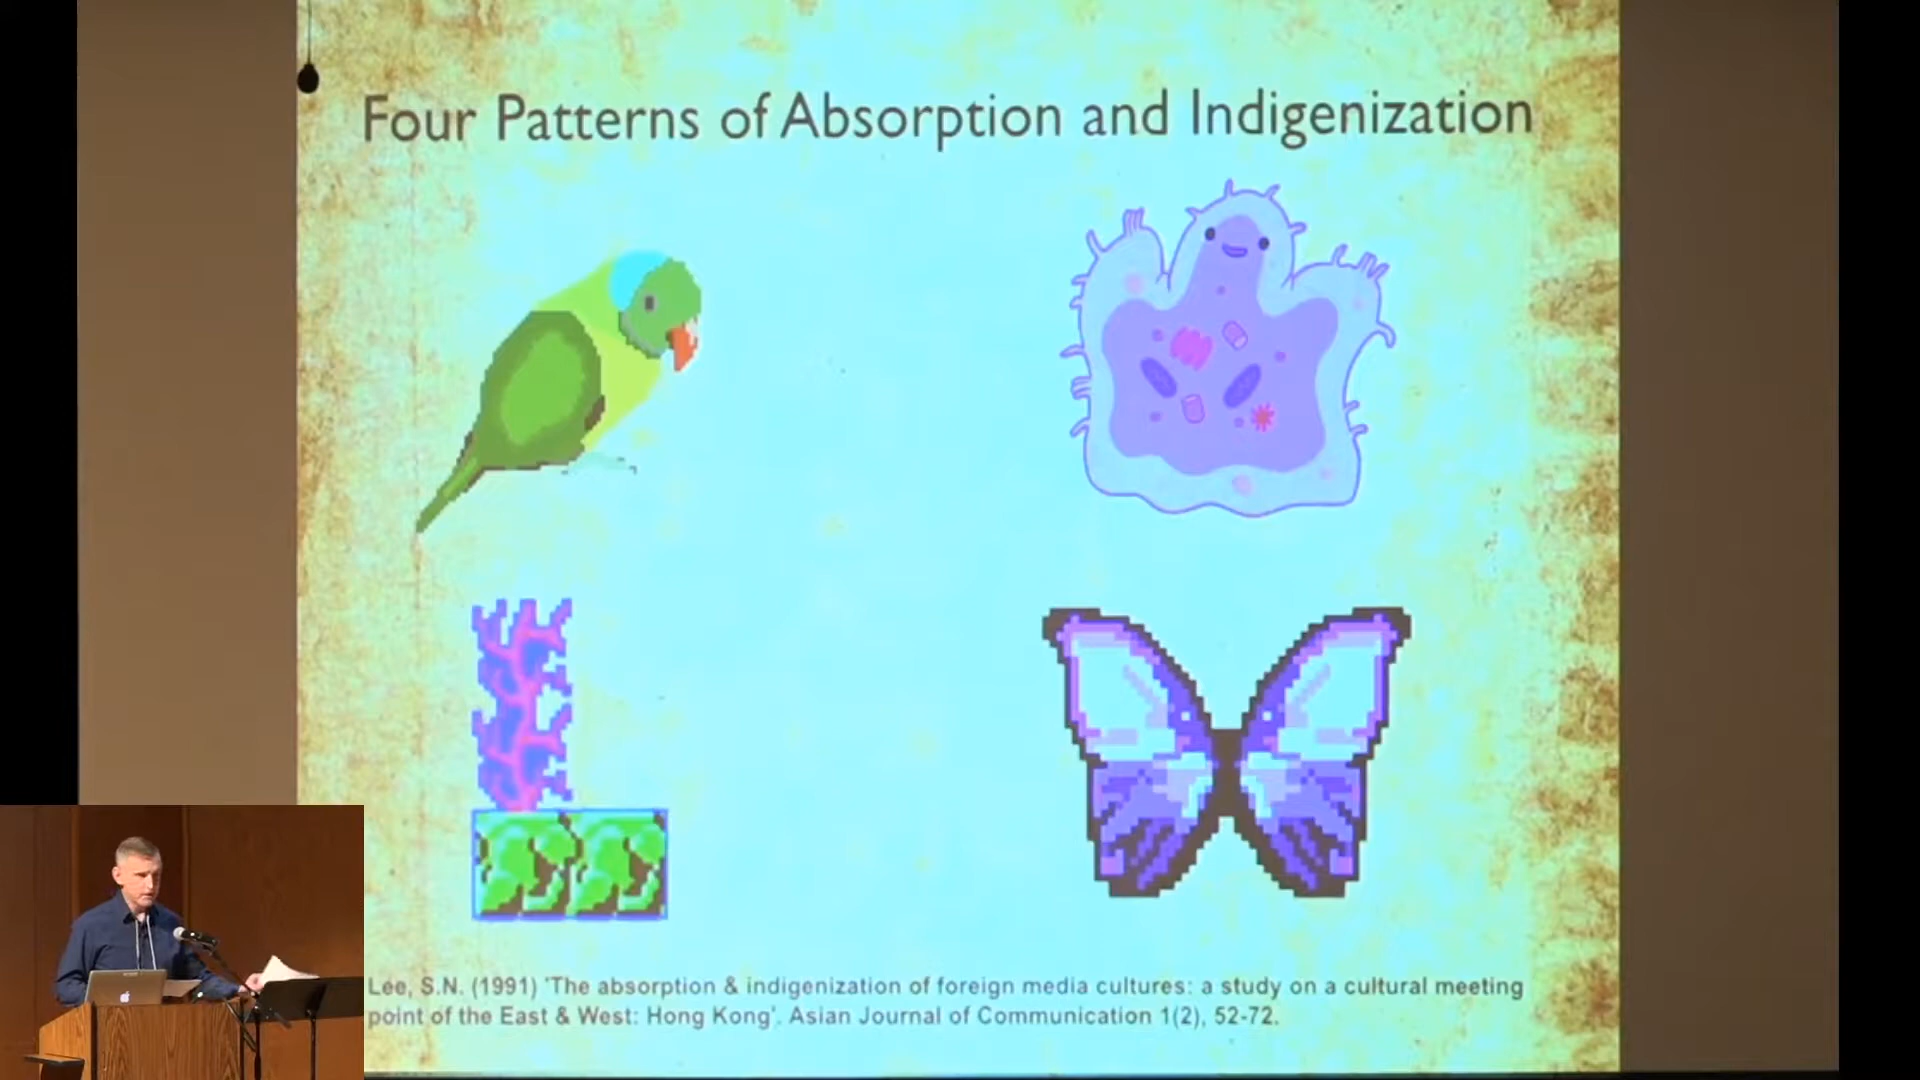 Four Patterns of Absorption and Indigenization
Lee, S.N. (1991) 'The absorption & indigenization of foreign media cultures: a study on a cultural meeting
point of the East & West: Hong Kong'. Asian Journal of Communication 1(2), 52-72.